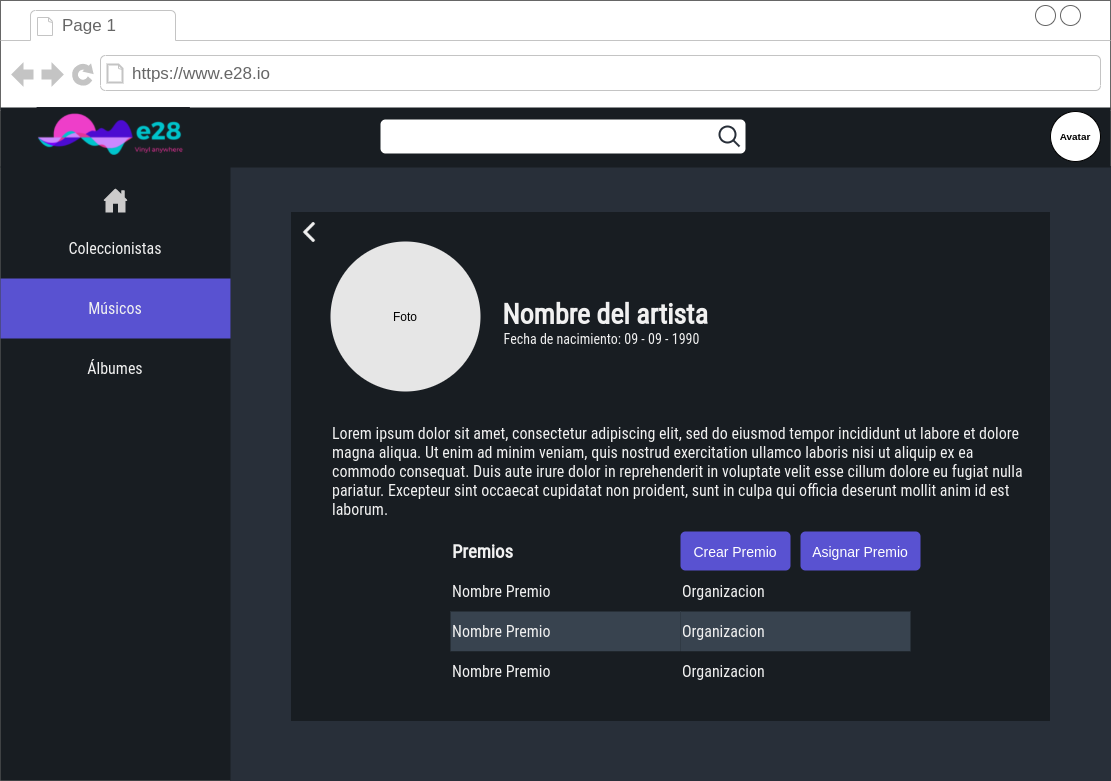 Page 1
https://www.e28.io
e28
Vinyl anywhere
Avatar
Coleccionistas
Músicos
Álbumes
Foto
Nombre del artista
Fecha de nacimiento: 09 - 09 - 1990
Lorem ipsum dolor sit amet, consectetur adipiscing elit, sed do eiusmod tempor incididunt ut labore et dolore
magna aliqua. Ut enim ad minim veniam, quis nostrud exercitation ullamco laboris nisi ut aliquip ex ea
commodo consequat. Duis aute irure dolor in reprehenderit in voluptate velit esse cillum dolore eu fugiat nulla
pariatur. Excepteur sint occaecat cupidatat non proident, sunt in culpa qui officia deserunt mollit anim id est
laborum.
Premios Crear Premio Asignar Premio
Nombre Premio Organizacion
Nombre Premio Organizacion
Nombre Premio Organizacion